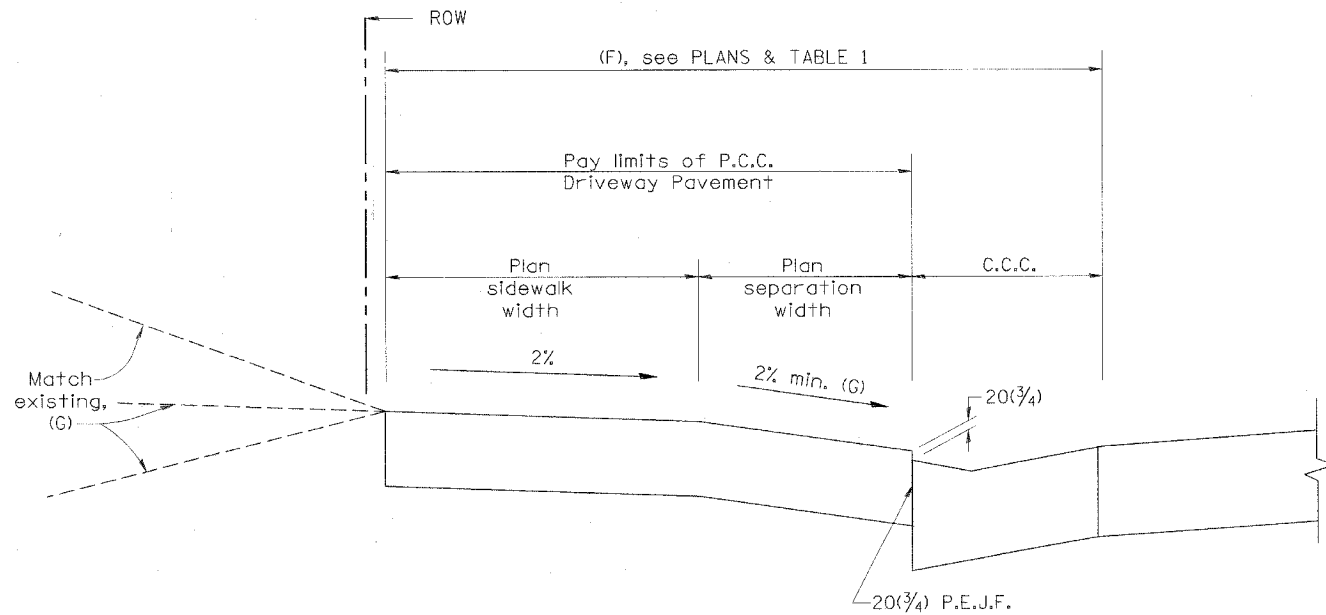 ROW
(F), see PLANS & TABLE 1
Pay limits of P.C.C.
Driveway Pavement
Plan
sidewalk
width
Plan
separation
width
C.C.C.
2%
2% min. (G)
20(3/4)
Match
existing,
(G)
20(3/4) P.E.J.F.